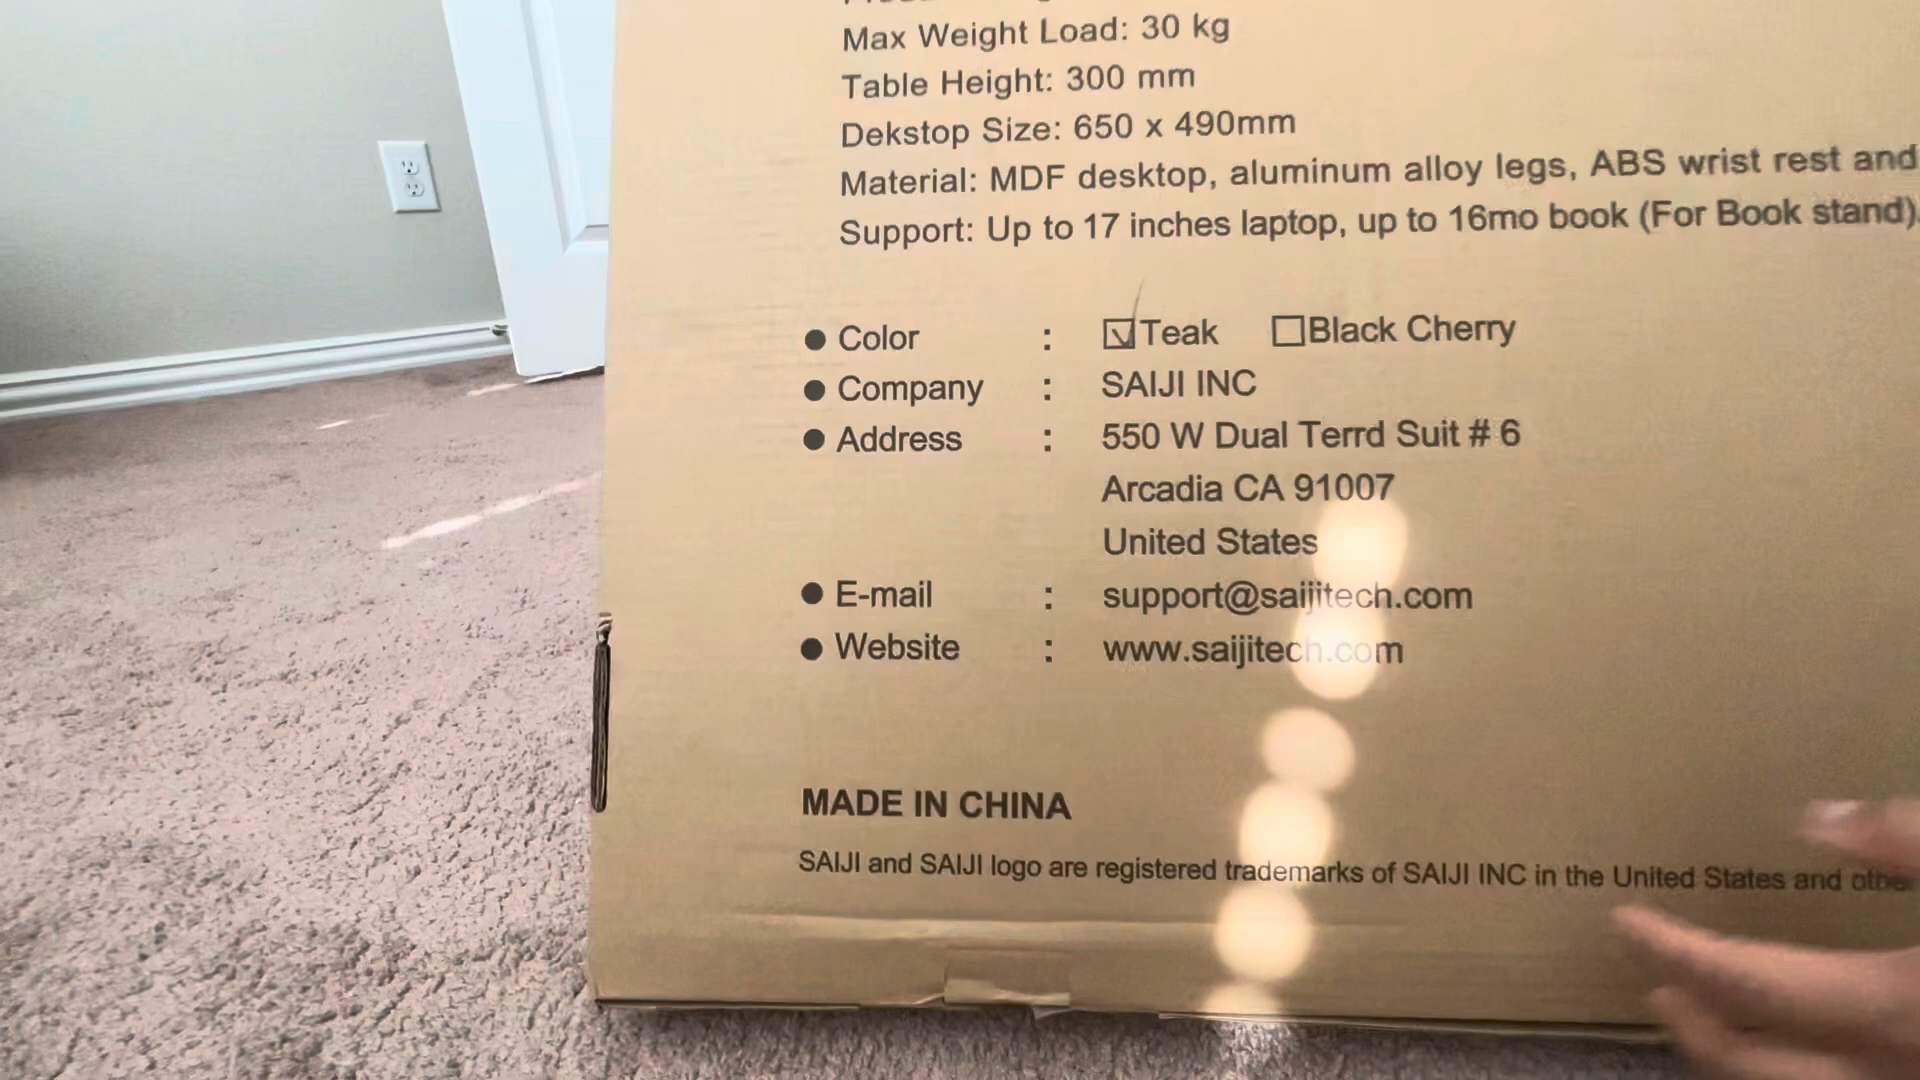 Max Weight Load: 30 kg
Table Height: 300 mm
Dekstop Size: 650 x 490mm
Material: MDF desktop, aluminum alloy legs, ABS wrist rest and
Support: Up to 17 inches laptop, up to 16mo book (For Book stand).
● Color : ☑Teak ☐Black Cherry
● Company : SAIJI INC
● Address : 550 W Dual Terrd Suit # 6
Arcadia CA 91007
United States
● E-mail : support@saijitech.com
● Website : www.saijitech.com
MADE IN CHINA
SAIJI and SAIJI logo are registered trademarks of SAIJI INC in the United States and